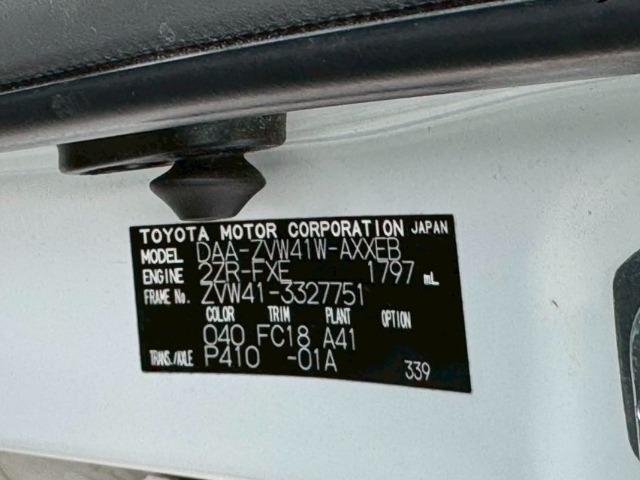 TOYOTA MOTOR CORPORATION JAPAN
MODEL DAA-ZVW41W-AXXEB
ENGINE 2ZR-FXE 1797 mL
FRAME No. ZVW41-3327751
COLOR TRIM PLANT OPTION
040 FC18 A41
TRANS./AXLE P410 -01A
339